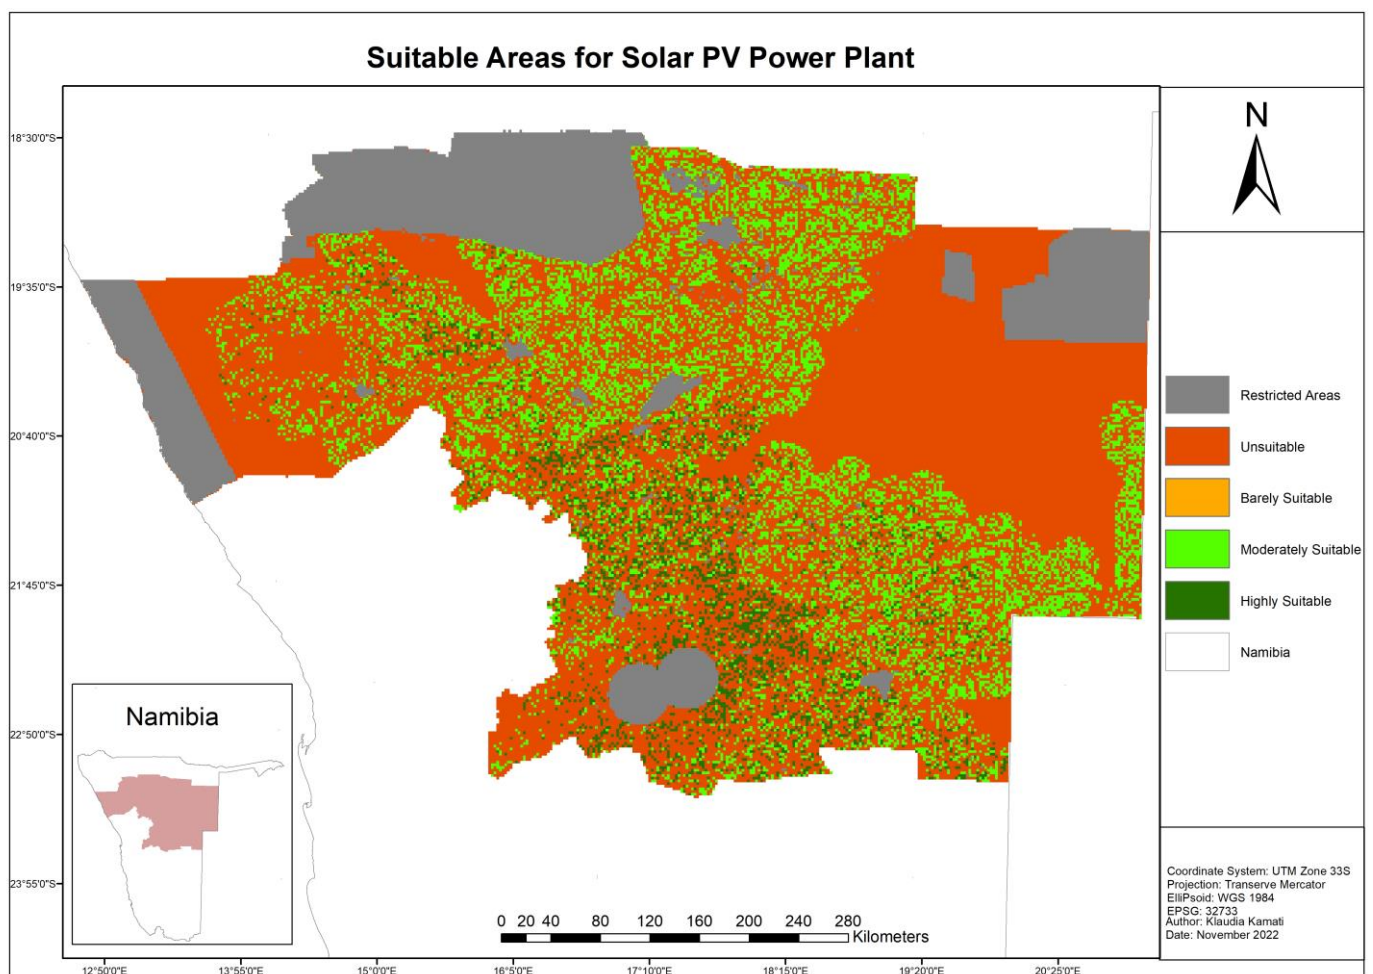 Suitable Areas for Solar PV Power Plant
N
18°30'0"S
19°35'0"S
20°40'0"S
21°45'0"S
22°50'0"S
23°55'0"S
Restricted Areas
Unsuitable
Barely Suitable
Moderately Suitable
Highly Suitable
Namibia
Namibia
0 20 40 80 120 160 200 240 280
Kilometers
12°50'0"E 13°55'0"E 15°0'0"E 16°5'0"E 17°10'0"E 18°15'0"E 19°20'0"E 20°25'0"E
Coordinate System: UTM Zone 33S
Projection: Transerve Mercator
ElliPsoid: WGS 1984
EPSG: 32733
Author: Klaudia Kamati
Date: November 2022